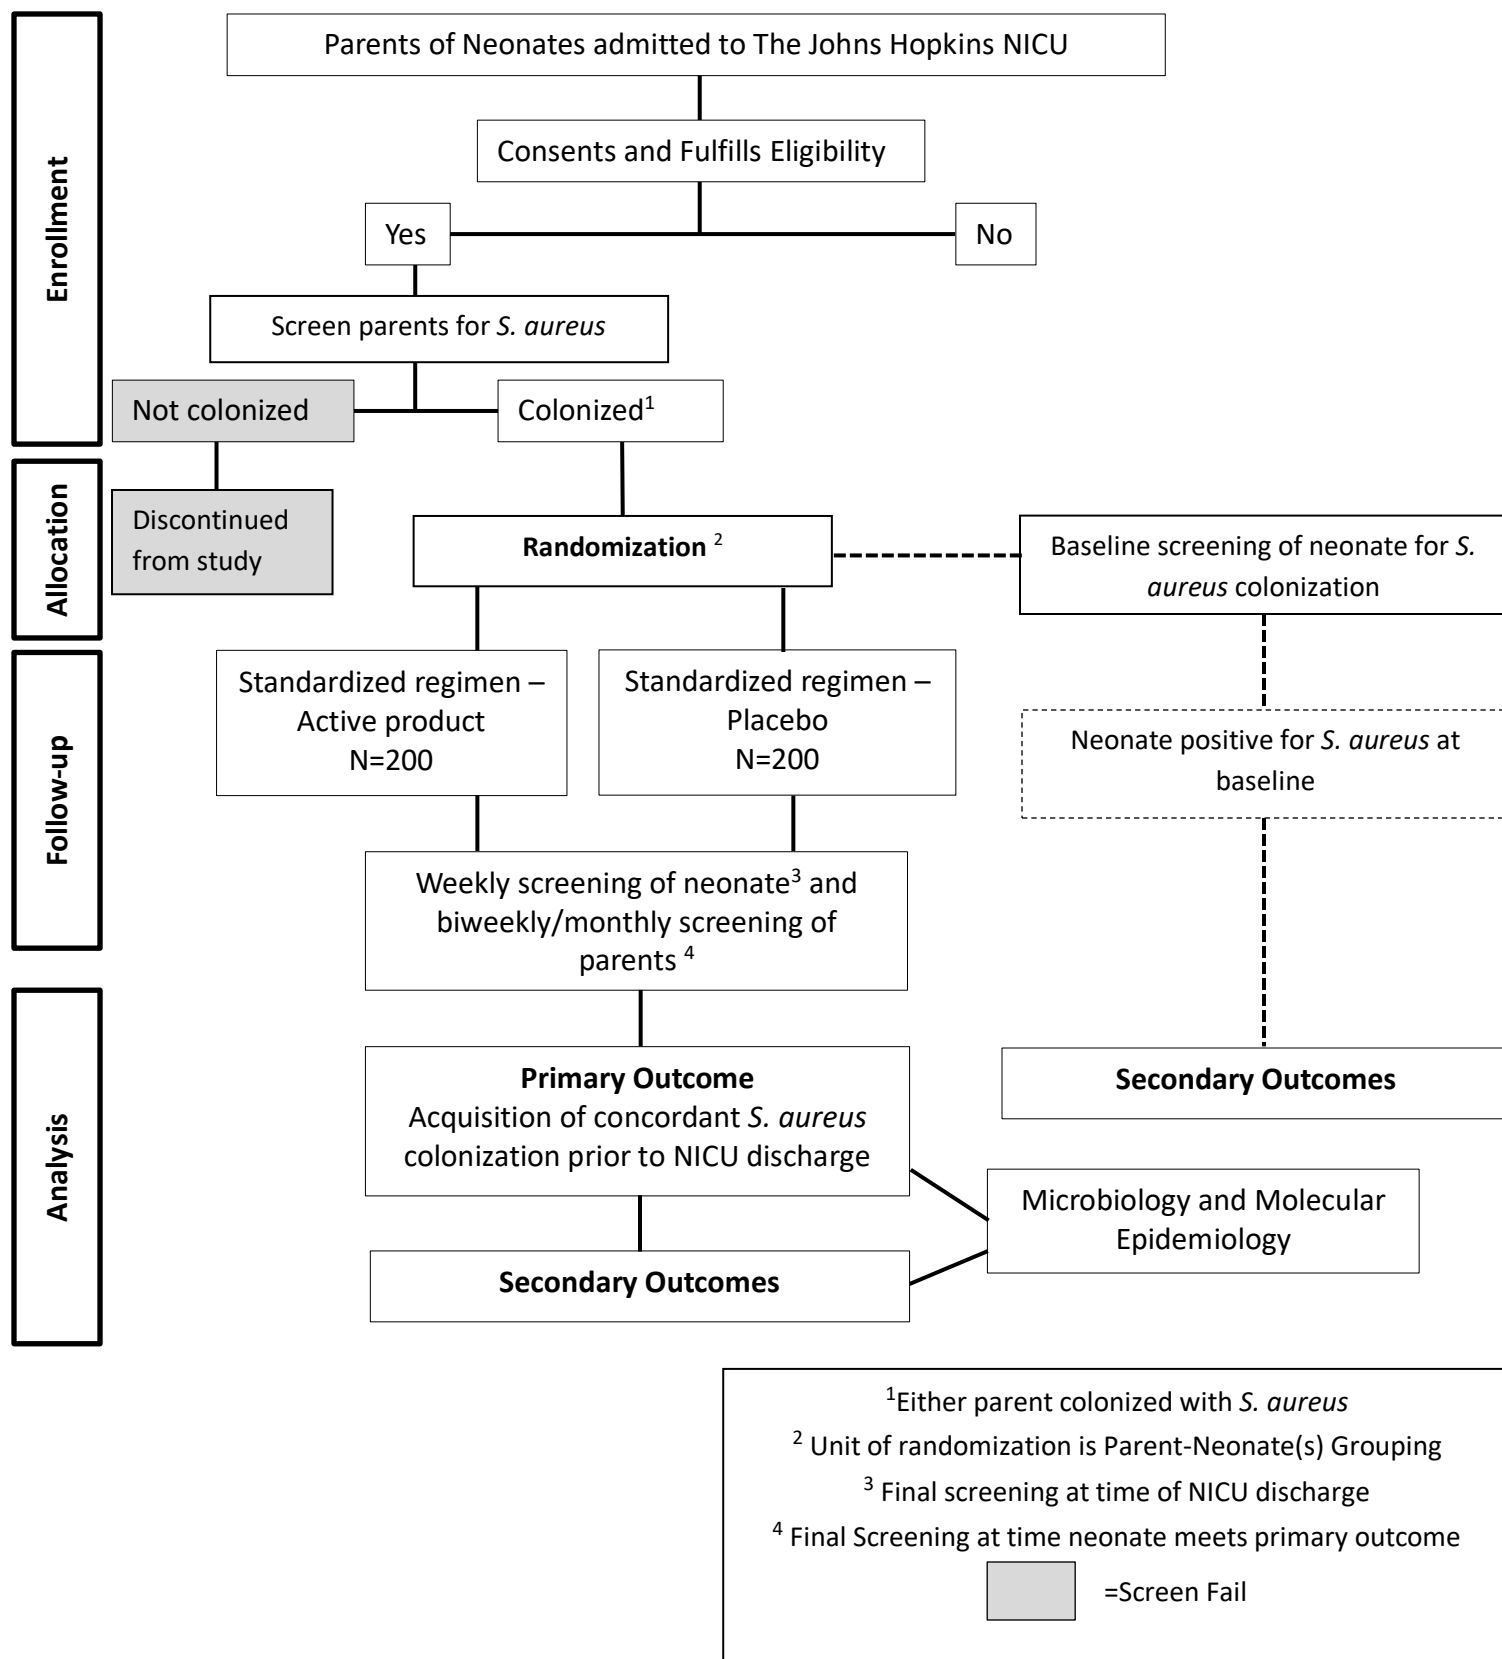 Parents of Neonates admitted to The Johns Hopkins NICU
Consents and Fulfills Eligibility
Yes
No
Enrollment
Screen parents for S. aureus
Not colonized
Colonized¹
Allocation
Discontinued
from study
Randomization ²
Baseline screening of neonate for S.
aureus colonization
Follow-up
Standardized regimen –
Active product
N=200
Standardized regimen –
Placebo
N=200
Neonate positive for S. aureus at
baseline
Weekly screening of neonate³ and
biweekly/monthly screening of
parents ⁴
Analysis
Primary Outcome
Acquisition of concordant S. aureus
colonization prior to NICU discharge
Secondary Outcomes
Microbiology and Molecular
Epidemiology
Secondary Outcomes
¹Either parent colonized with S. aureus
² Unit of randomization is Parent-Neonate(s) Grouping
³ Final screening at time of NICU discharge
⁴ Final Screening at time neonate meets primary outcome
=Screen Fail